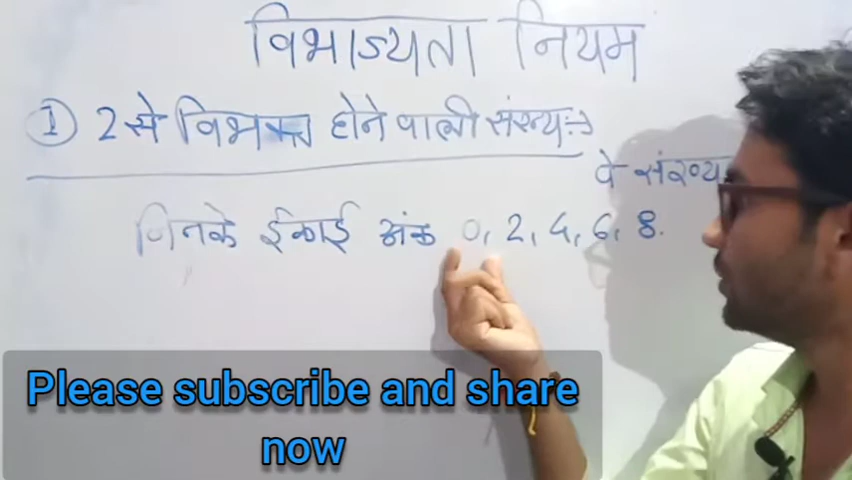 विभाज्यता नियम
① 2 से विभक्त होने वाली संख्या:→
वे संख्या
जिनके ईकाई अंक 0, 2, 4, 6, 8.
Please subscribe and share
now